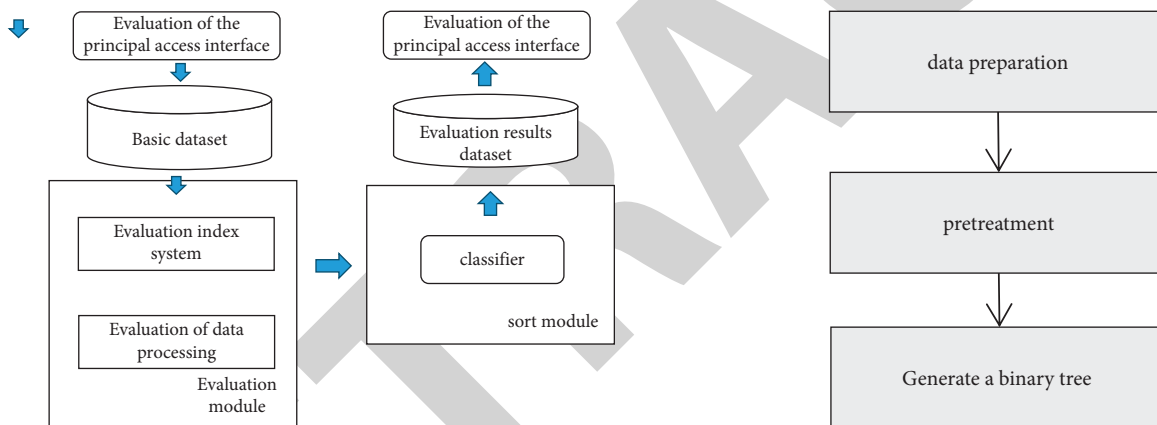 Evaluation of the
principal access interface
Basic dataset
Evaluation index
system
Evaluation of data
processing
Evaluation
module
Evaluation of the
principal access interface
Evaluation results
dataset
classifier
sort module
data preparation
pretreatment
Generate a binary tree